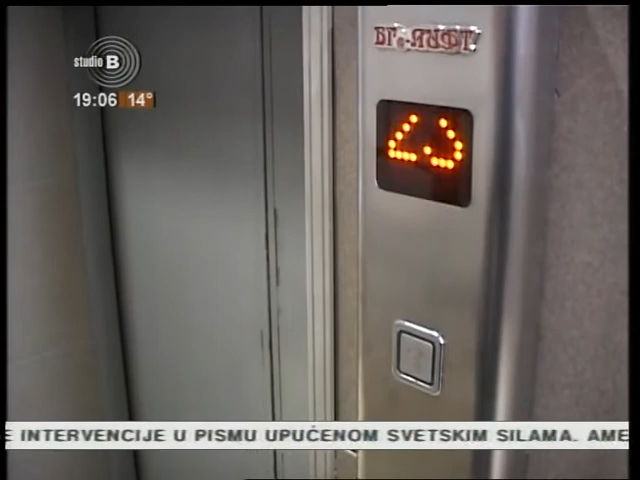 studio B
19:06 14°
E INTERVENCIJE U PISMU UPUĆENOM SVETSKIM SILAMA. AME